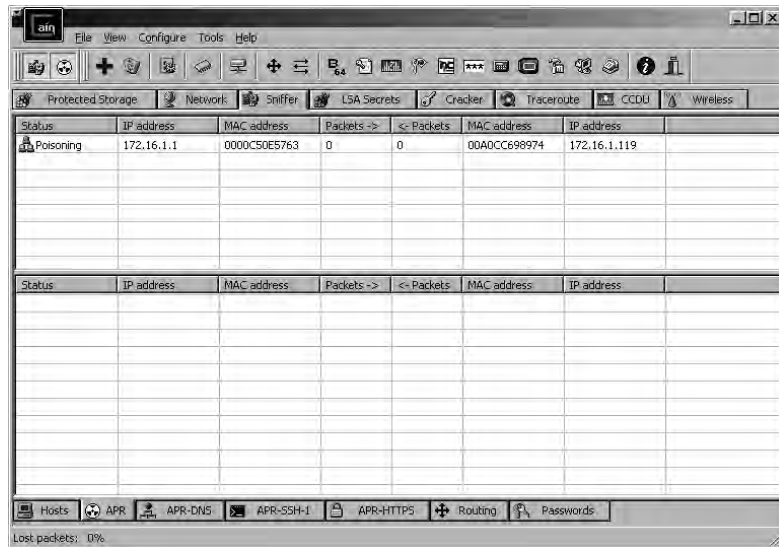 ain
File View Configure Tools Help
B 64
Protected Storage Network Sniffer LSA Secrets Cracker Traceroute CCDU Wireless
Status IP address MAC address Packets -> <- Packets MAC address IP address
Poisoning 172.16.1.1 0000C50E5763 0 0 00A0CC698974 172.16.1.119
Status IP address MAC address Packets -> <- Packets MAC address IP address
Hosts APR APR-DNS APR-SSH-1 APR-HTTPS Routing Passwords
Lost packets: 0%